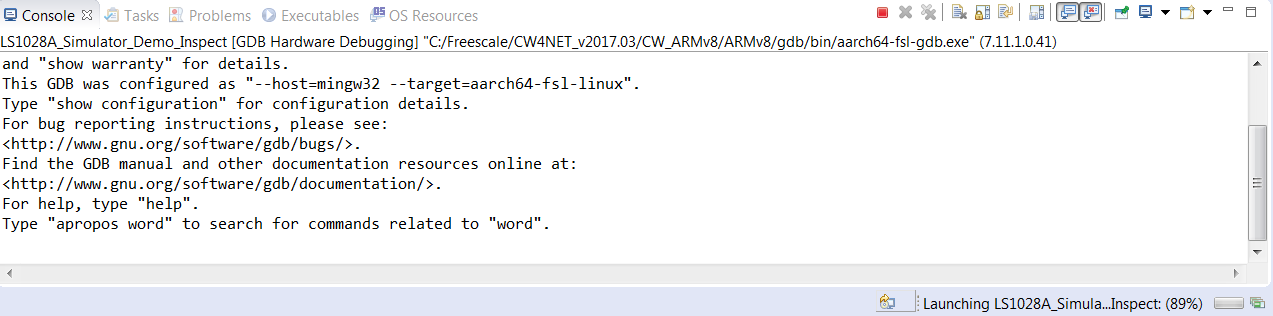 Console Tasks Problems Executables OS Resources
LS1028A_Simulator_Demo_Inspect [GDB Hardware Debugging] "C:/Freescale/CW4NET_v2017.03/CW_ARMv8/ARMv8/gdb/bin/aarch64-fsl-gdb.exe" (7.11.1.0.41)
and "show warranty" for details.
This GDB was configured as "--host=mingw32 --target=aarch64-fsl-linux".
Type "show configuration" for configuration details.
For bug reporting instructions, please see:
<http://www.gnu.org/software/gdb/bugs/>.
Find the GDB manual and other documentation resources online at:
<http://www.gnu.org/software/gdb/documentation/>.
For help, type "help".
Type "apropos word" to search for commands related to "word".
Launching LS1028A_Simula...Inspect: (89%)